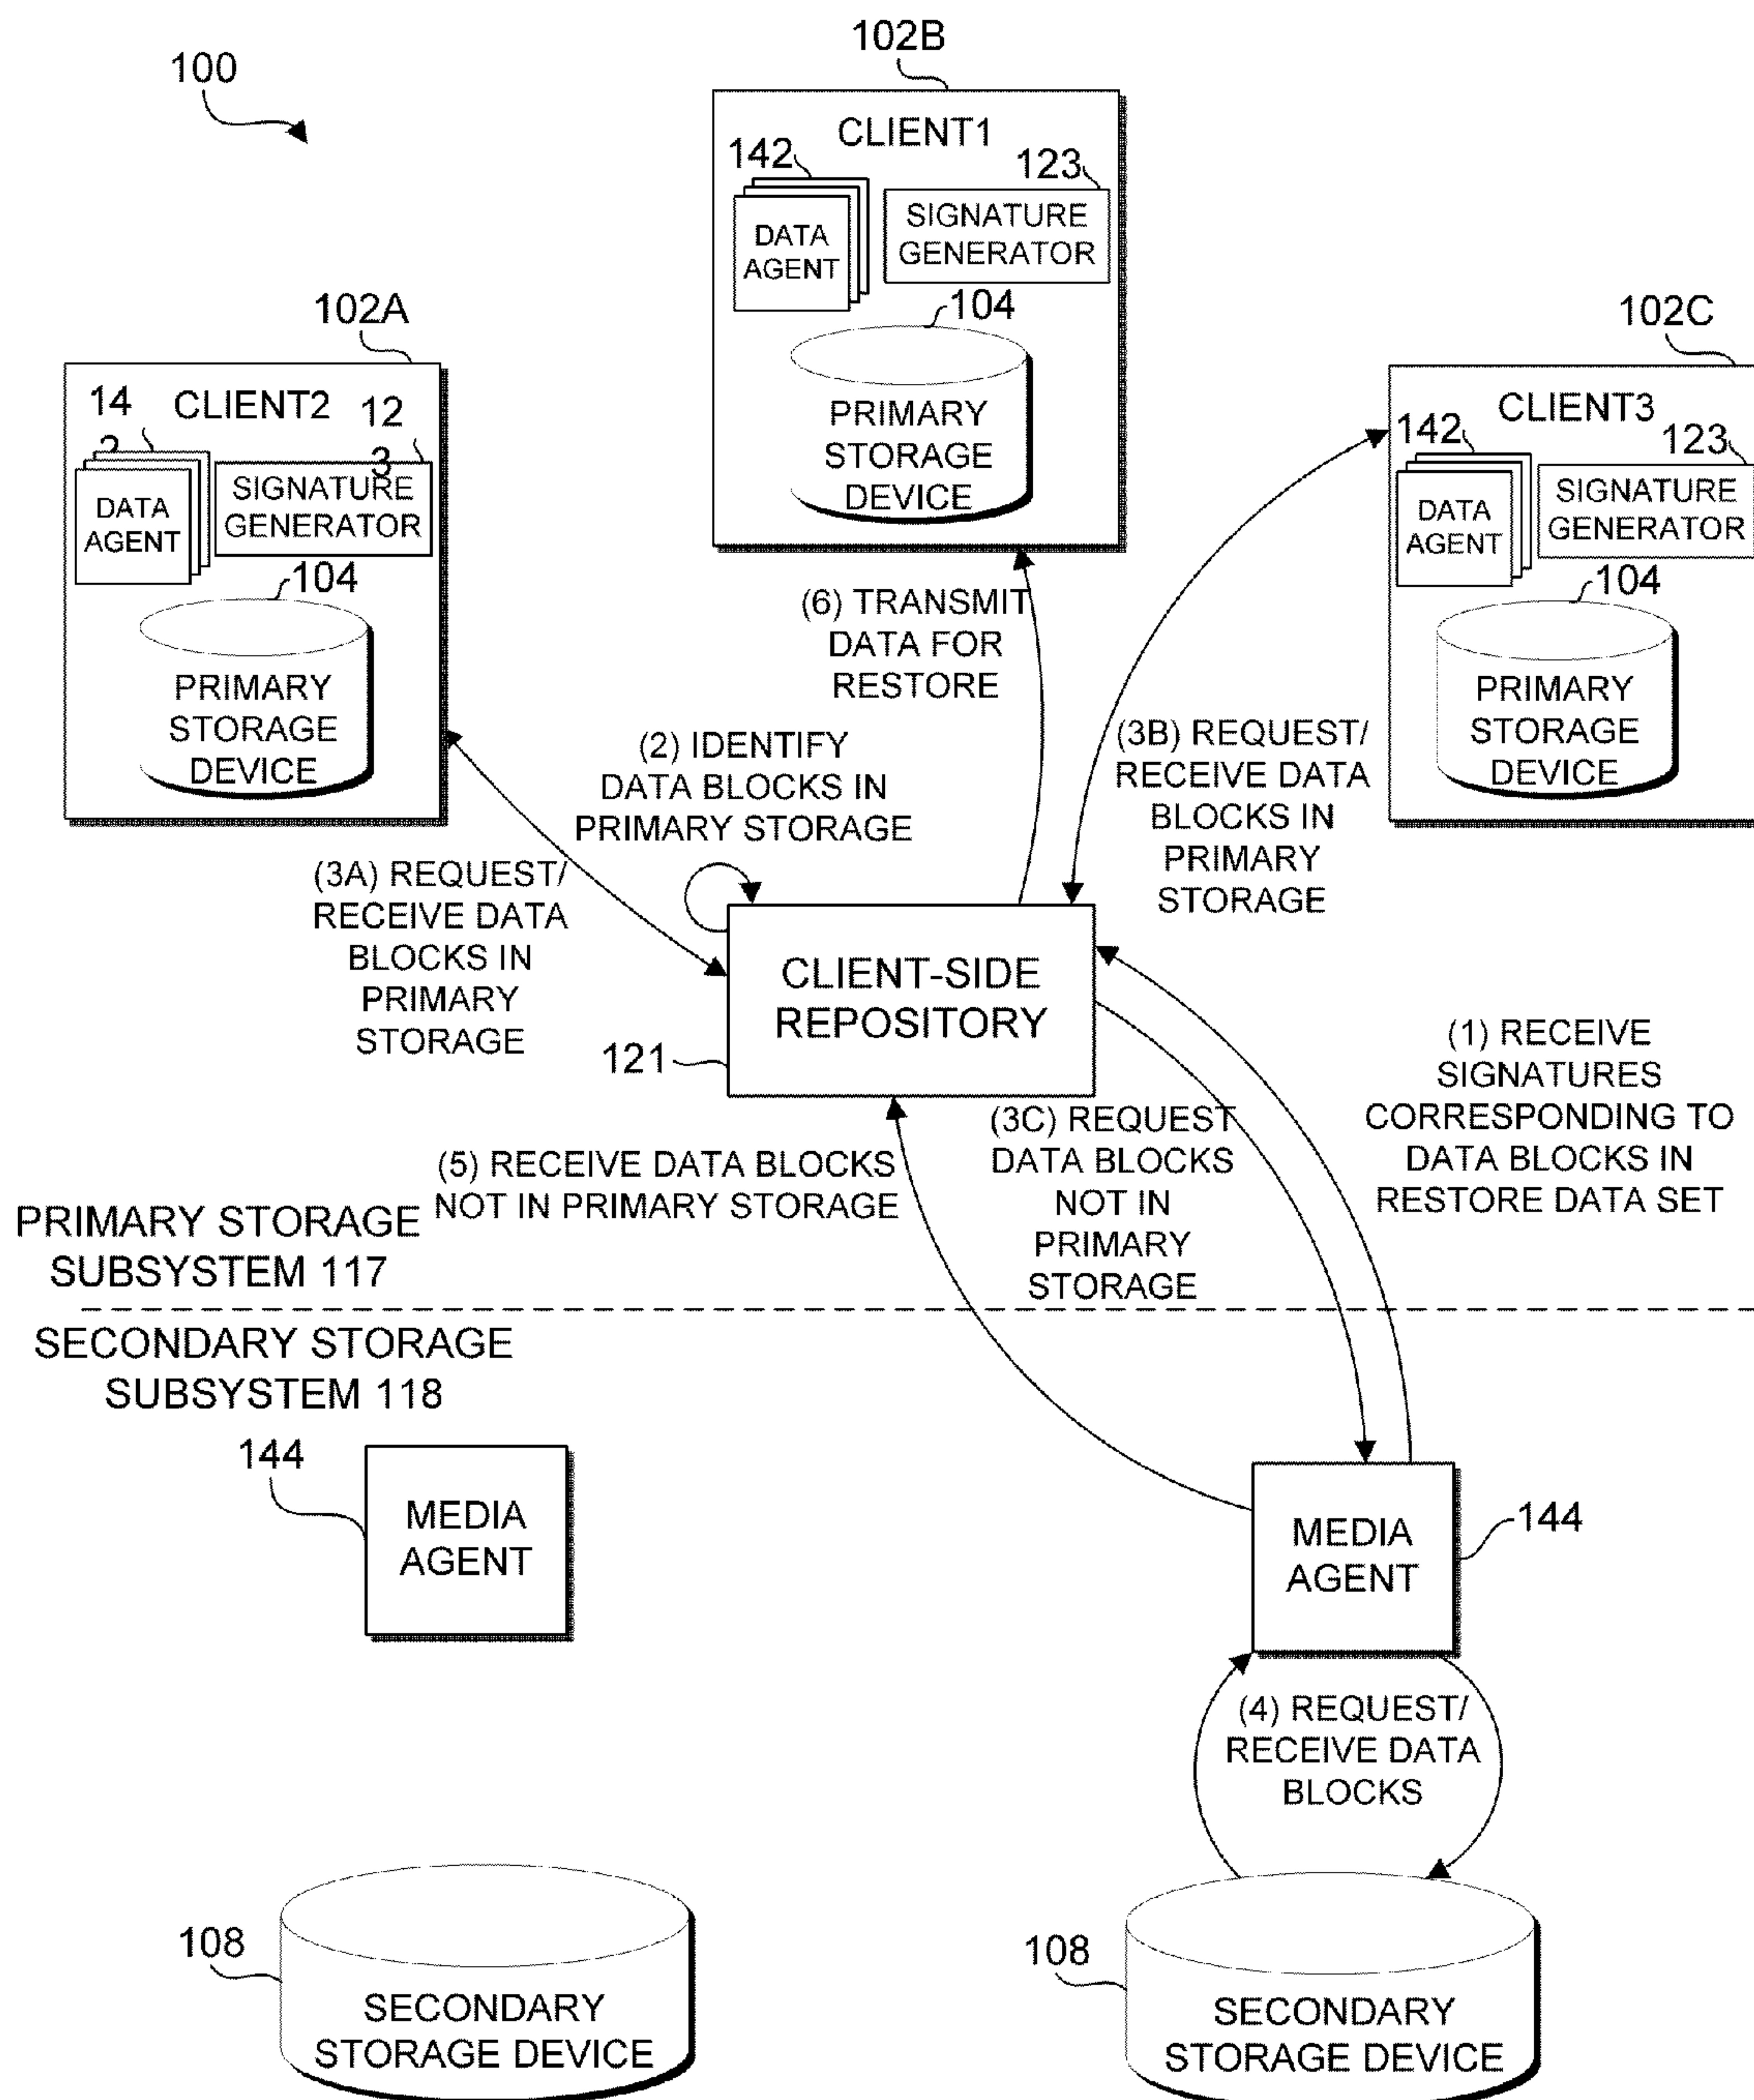 100
102B
CLIENT1
142
123
DATA
AGENT
SIGNATURE
GENERATOR
104
PRIMARY
STORAGE
DEVICE
102A
CLIENT2
14
2
12
3
DATA
AGENT
SIGNATURE
GENERATOR
104
PRIMARY
STORAGE
DEVICE
102C
CLIENT3
142
123
DATA
AGENT
SIGNATURE
GENERATOR
104
PRIMARY
STORAGE
DEVICE
(6) TRANSMIT
DATA FOR
RESTORE
(2) IDENTIFY
DATA BLOCKS IN
PRIMARY STORAGE
(3B) REQUEST/
RECEIVE DATA
BLOCKS IN
PRIMARY
STORAGE
(3A) REQUEST/
RECEIVE DATA
BLOCKS IN
PRIMARY
STORAGE
CLIENT-SIDE
REPOSITORY
121
(1) RECEIVE
SIGNATURES
CORRESPONDING TO
DATA BLOCKS IN
RESTORE DATA SET
(3C) REQUEST
DATA BLOCKS
NOT IN
PRIMARY
STORAGE
(5) RECEIVE DATA BLOCKS
NOT IN PRIMARY STORAGE
PRIMARY STORAGE
SUBSYSTEM 117
SECONDARY STORAGE
SUBSYSTEM 118
144
MEDIA
AGENT
MEDIA
AGENT
144
(4) REQUEST/
RECEIVE DATA
BLOCKS
108
SECONDARY
STORAGE DEVICE
108
SECONDARY
STORAGE DEVICE